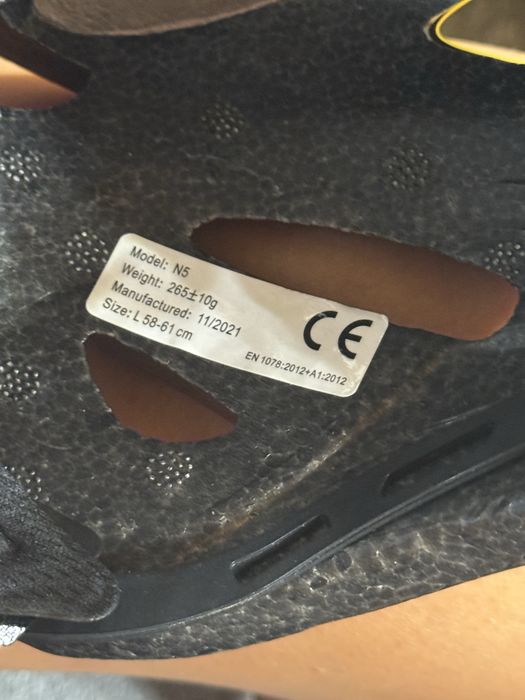 Model: N5
Weight: 265±10g
Manufactured: 11/2021
Size: L 58-61 cm
CE
EN 1078:2012+A1:2012